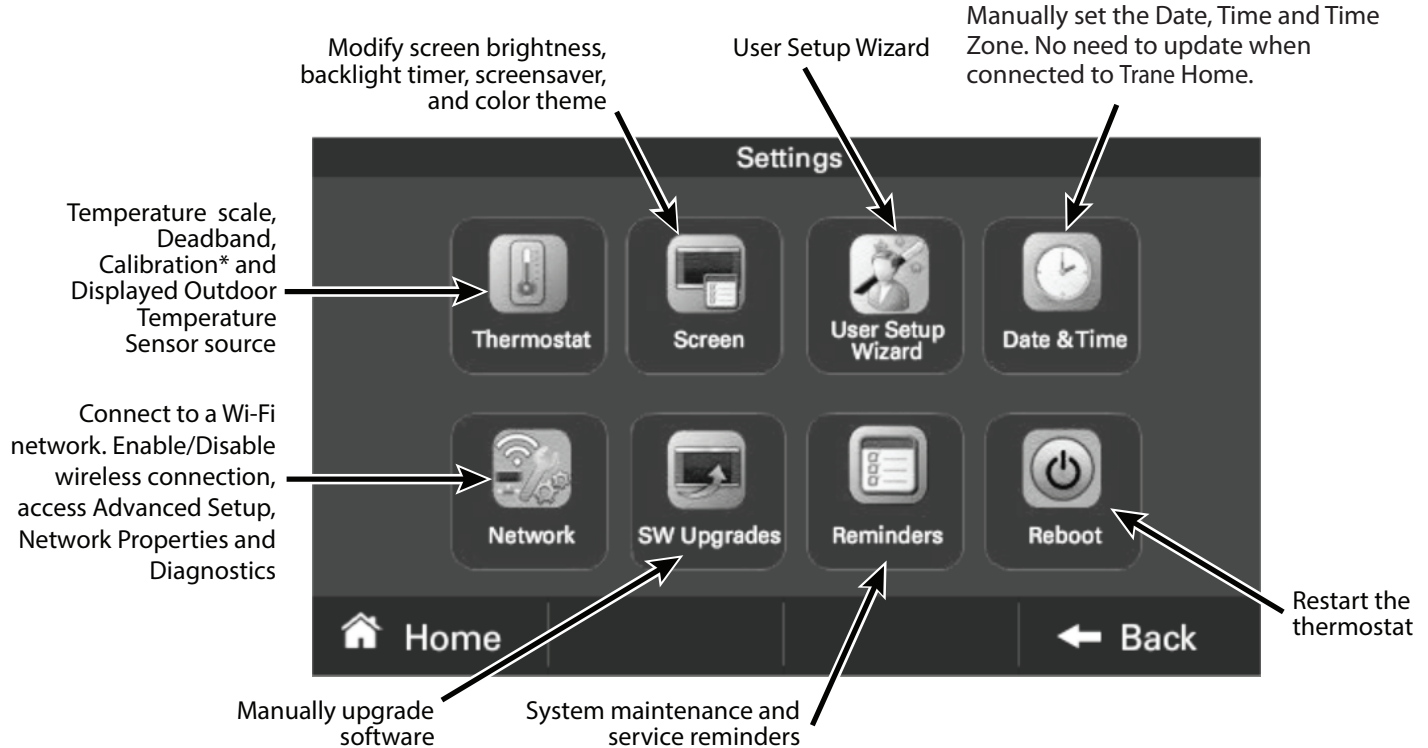 Modify screen brightness,
backlight timer, screensaver,
and color theme
User Setup Wizard
Manually set the Date, Time and Time
Zone. No need to update when
connected to Trane Home.
Settings
Temperature scale,
Deadband,
Calibration* and
Displayed Outdoor
Temperature
Sensor source
Thermostat
Screen
User Setup
Wizard
Date & Time
Connect to a Wi-Fi
network. Enable/Disable
wireless connection,
access Advanced Setup,
Network Properties and
Diagnostics
Network
SW Upgrades
Reminders
Reboot
Restart the
thermostat
Home
Back
Manually upgrade
software
System maintenance and
service reminders